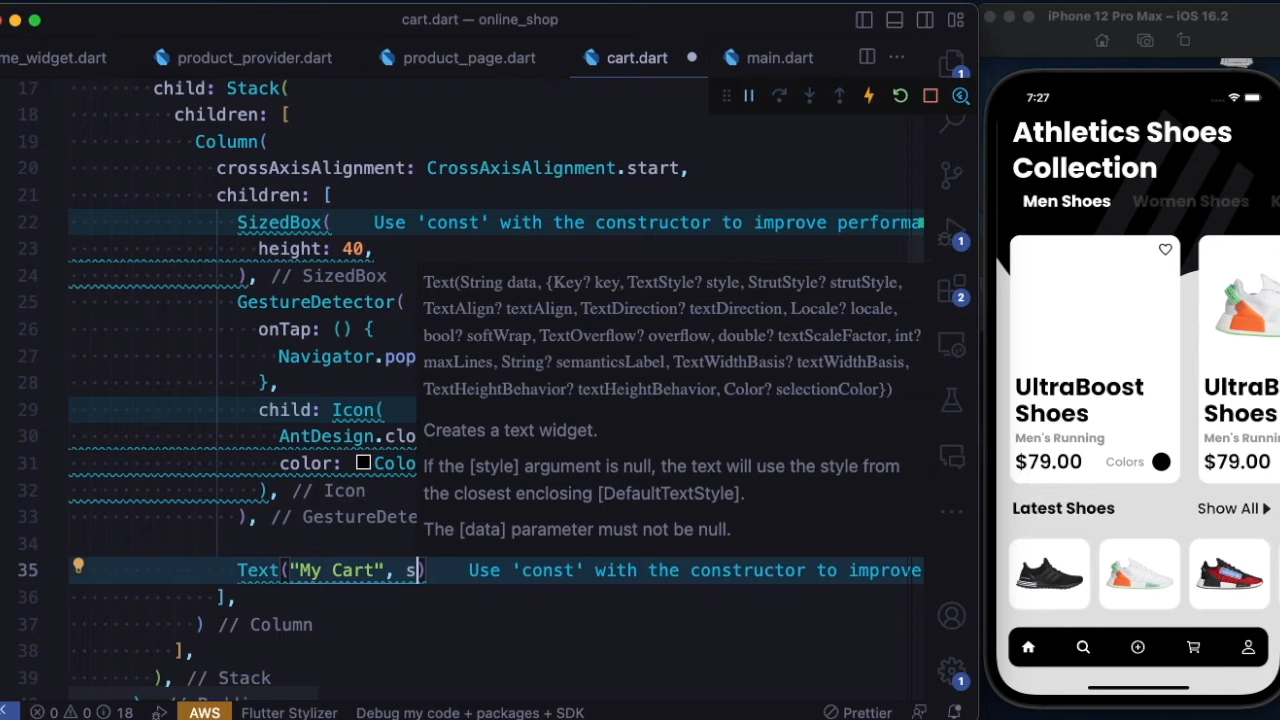 cart.dart — online_shop
iPhone 12 Pro Max – iOS 16.2
me_widget.dart product_provider.dart product_page.dart cart.dart main.dart
17 child: Stack(
18 children: [
19 Column(
20 crossAxisAlignment: CrossAxisAlignment.start,
21 children: [
22 SizedBox( Use 'const' with the constructor to improve performa
23 height: 40,
24 ), // SizedBox
25 GestureDetector(
26 onTap: () {
27 Navigator.pop
28 },
29 child: Icon(
30 AntDesign.clo
31 color: Colo
32 ), // Icon
33 ), // GestureDete
34
35 Text("My Cart", s) Use 'const' with the constructor to improve
36 ],
37 ) // Column
38 ],
39 ), // Stack
Text(String data, {Key? key, TextStyle? style, StrutStyle? strutStyle,
TextAlign? textAlign, TextDirection? textDirection, Locale? locale,
bool? softWrap, TextOverflow? overflow, double? textScaleFactor, int?
maxLines, String? semanticsLabel, TextWidthBasis? textWidthBasis,
TextHeightBehavior? textHeightBehavior, Color? selectionColor})
Creates a text widget.
If the [style] argument is null, the text will use the style from
the closest enclosing [DefaultTextStyle].
The [data] parameter must not be null.
1
1
2
1
0 0 18 AWS Flutter Stylizer Debug my code + packages + SDK Prettier
7:27
Athletics Shoes
Collection
Men Shoes Women Shoes K
UltraBoost
Shoes
Men's Running
$79.00 Colors
UltraB
Shoes
Men's Running
$79.00
Latest Shoes Show All